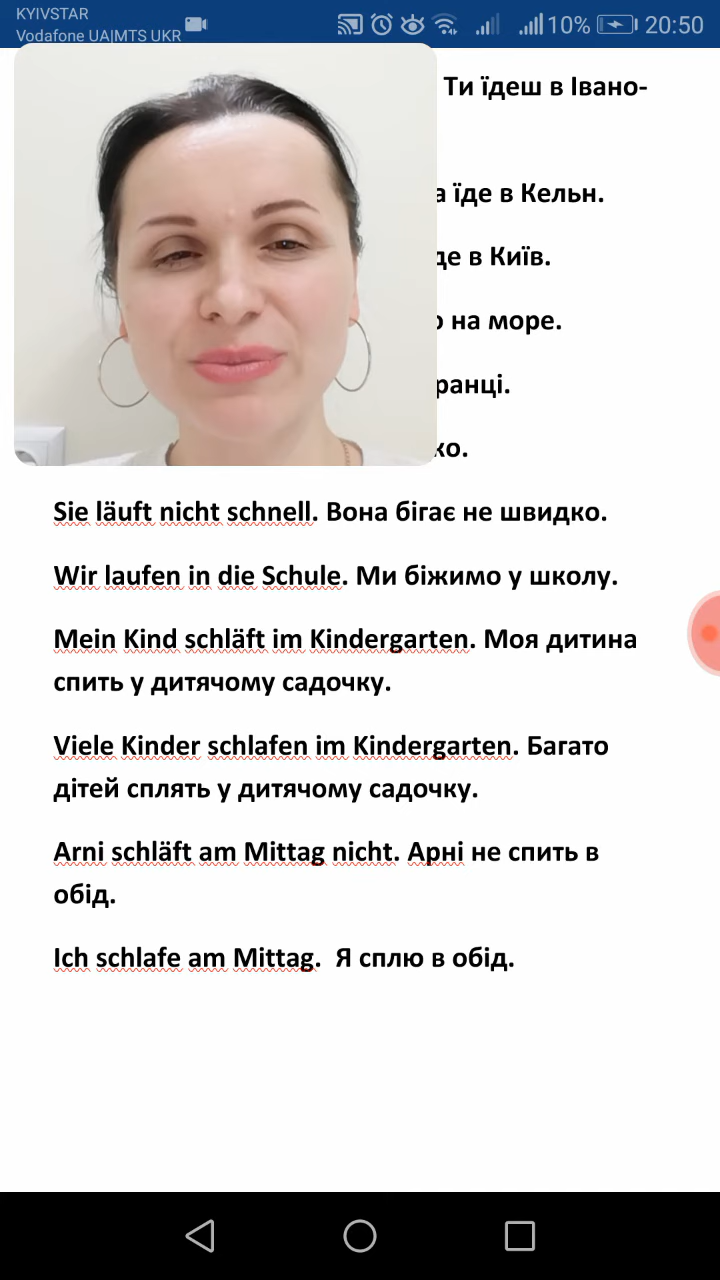 KYIVSTAR
Vodafone UA|MTS UKR
10% 20:50
Ти їдеш в Івано-
їде в Кельн.
в Київ.
на море.
Sie läuft nicht schnell. Вона бігає не швидко.
Wir laufen in die Schule. Ми біжимо у школу.
Mein Kind schläft im Kindergarten. Моя дитина
спить у дитячому садочку.
Viele Kinder schlafen im Kindergarten. Багато
дітей сплять у дитячому садочку.
Arni schläft am Mittag nicht. Арні не спить в
обід.
Ich schlafe am Mittag. Я сплю в обід.